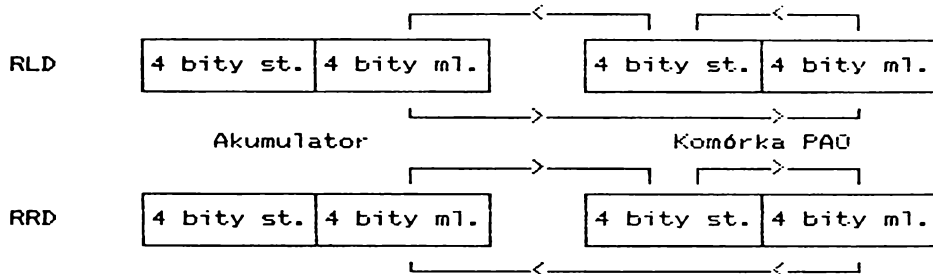 RLD 4 bity st. 4 bity ml. 4 bity st. 4 bity ml.
Akumulator Komórka PAO
RRD 4 bity st. 4 bity ml. 4 bity st. 4 bity ml.